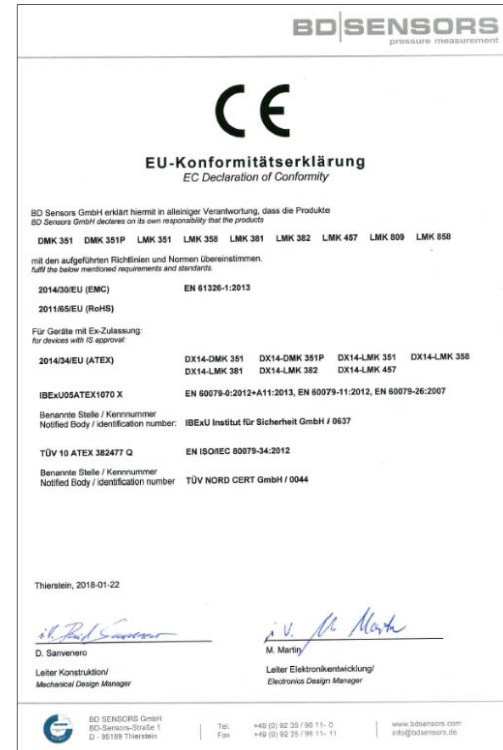 BD|SENSORS
pressure measurement
CE
EU-Konformitätserklärung
EC Declaration of Conformity
BD Sensors GmbH erklärt hiermit in alleiniger Verantwortung, dass die Produkte
BD Sensors GmbH declares on its own responsibility that the products
DMK 351 DMK 351P LMK 351 LMK 358 LMK 381 LMK 382 LMK 457 LMK 809 LMK 858
mit den aufgeführten Richtlinien und Normen übereinstimmen.
fulfil the below mentioned requirements and standards.
2014/30/EU (EMC) EN 61326-1:2013
2011/65/EU (RoHS)
Für Geräte mit Ex-Zulassung:
for devices with IS approval:
2014/34/EU (ATEX) DX14-DMK 351 DX14-DMK 351P DX14-LMK 351 DX14-LMK 358
DX14-LMK 381 DX14-LMK 382 DX14-LMK 457
IBExU05ATEX1070 X EN 60079-0:2012+A11:2013, EN 60079-11:2012, EN 60079-26:2007
Benannte Stelle / Kennnummer
Notified Body / identification number: IBExU Institut für Sicherheit GmbH / 0637
TÜV 10 ATEX 382477 Q EN ISO/IEC 80079-34:2012
Benannte Stelle / Kennnummer
Notified Body / identification number TÜV NORD CERT GmbH / 0044
Thierstein, 2018-01-22
D. Sanvenero M. Martin
Leiter Konstruktion/ Leiter Elektronikentwicklung/
Mechanical Design Manager Electronics Design Manager
BD SENSORS GmbH
BD-Sensors-Straße 1 Tel. +49 (0) 92 35 / 98 11- 0 www.bdsensors.com
D - 95199 Thierstein Fax +49 (0) 92 35 / 98 11- 11 info@bdsensors.de